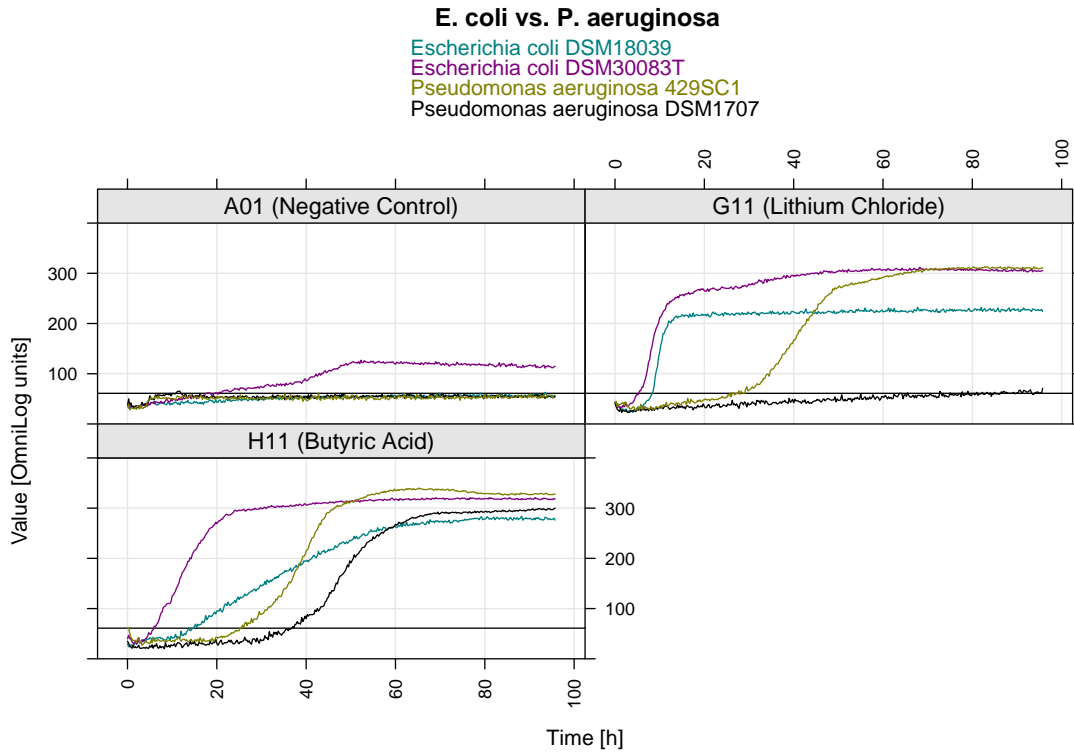 E. coli vs. P. aeruginosa
Escherichia coli DSM18039
Escherichia coli DSM30083T
Pseudomonas aeruginosa 429SC1
Pseudomonas aeruginosa DSM1707
0 20 40 60 80 100
A01 (Negative Control)
G11 (Lithium Chloride)
300
200
100
H11 (Butyric Acid)
300
200
100
0 20 40 60 80 100
Value [OmniLog units]
Time [h]